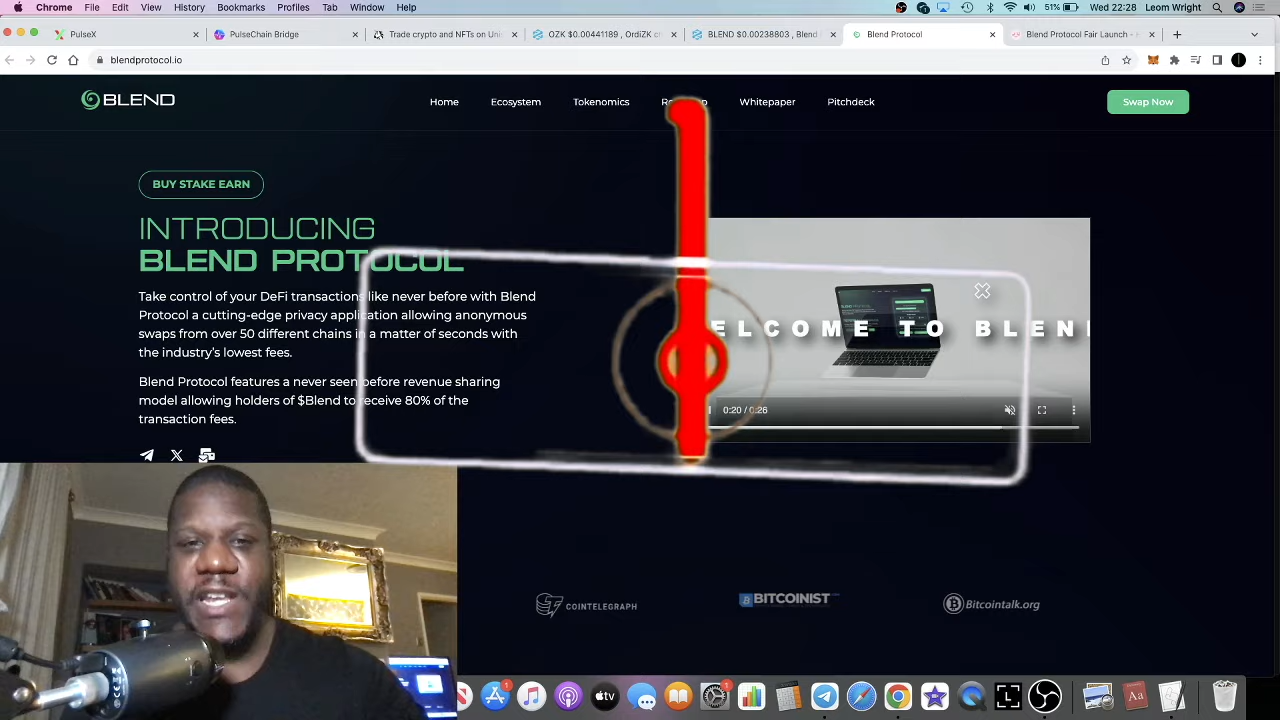 Chrome File Edit View History Bookmarks Profiles Tab Window Help
51% Wed 22:28 Leom Wright
PulseX
PulseChain Bridge
Trade crypto and NFTs on Uni
OZK $0.00441189 , OrdiZK
BLEND $0.00238803 , Blend
Blend Protocol
Blend Protocol Fair Launch -
blendprotocol.io
BLEND
Home Ecosystem Tokenomics Whitepaper Pitchdeck
Swap Now
BUY STAKE EARN
INTRODUCING
BLEND PROTOCOL
Take control of your DeFi transactions like never before with Blend
Protocol a cutting-edge privacy application allowing anonymous
swaps from over 50 different chains in a matter of seconds with
the industry's lowest fees.
Blend Protocol features a never seen before revenue sharing
model allowing holders of $Blend to receive 80% of the
transaction fees.
ELCOME TO BLEN
0:20 / 0:26
COINTELEGRAPH
BITCOINIST
Bitcointalk.org